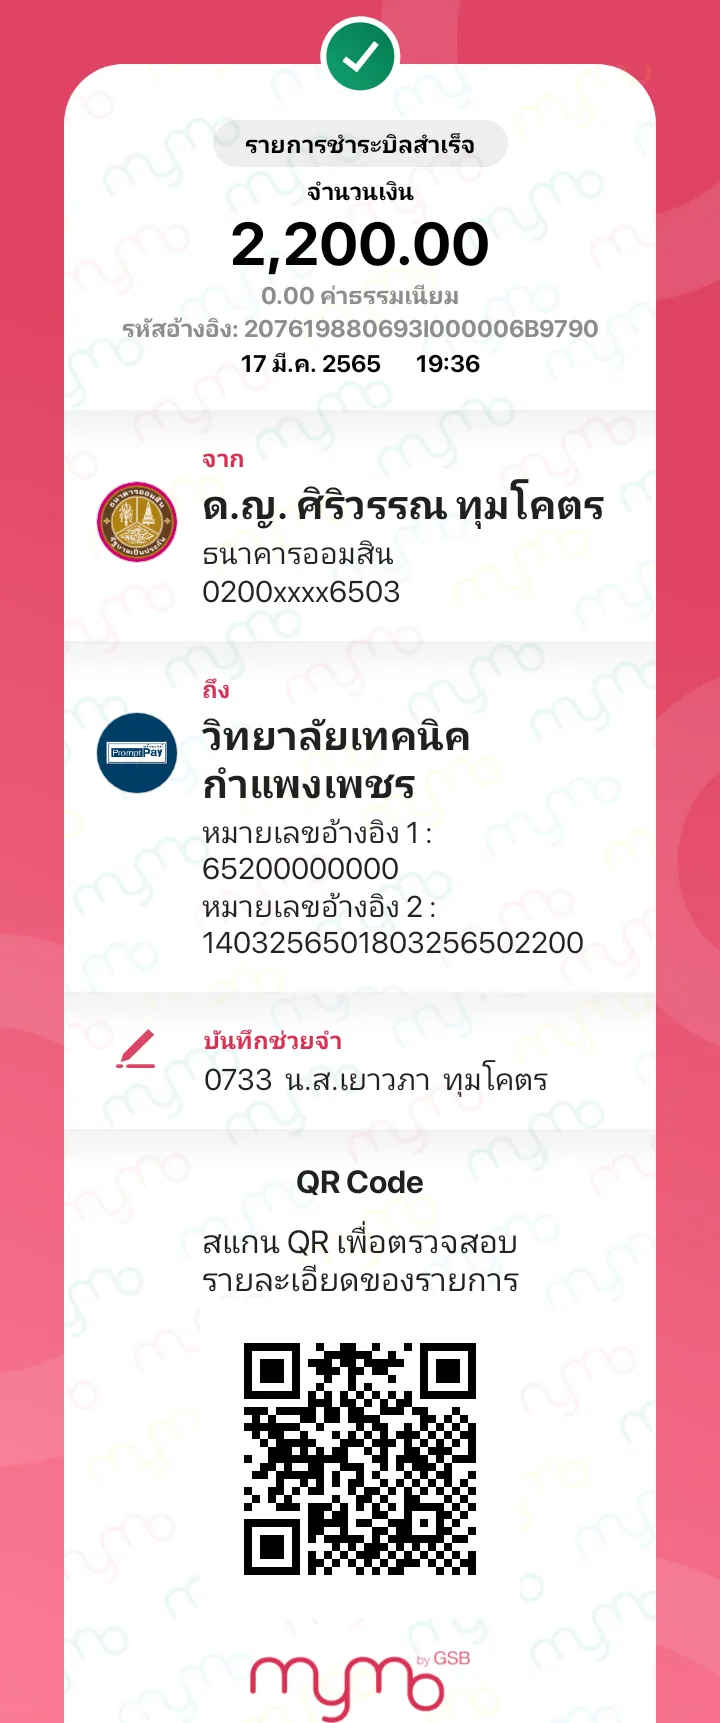 รายการชำระบิลสำเร็จ
จำนวนเงิน
2,200.00
0.00 ค่าธรรมเนียม
รหัสอ้างอิง: 207619880693I000006B9790
17 มี.ค. 2565 19:36
จาก
ด.ญ. ศิริวรรณ ทุมโคตร
ธนาคารออมสิน
0200xxxx6503
ถึง
PromptPay
วิทยาลัยเทคนิค
กำแพงเพชร
หมายเลขอ้างอิง 1 :
65200000000
หมายเลขอ้างอิง 2 :
1403256501803256502200
บันทึกช่วยจำ
0733 น.ส.เยาวภา ทุมโคตร
QR Code
สแกน QR เพื่อตรวจสอบ
รายละเอียดของรายการ
mymo by GSB